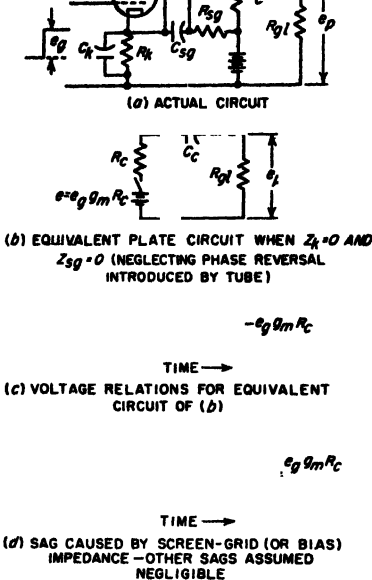 Rsg
c
Rgl
ep
eg
Ck
Rk
Csg
(a) ACTUAL CIRCUIT
Rc
Cc
Rgl
e=eg gm Rc
(b) EQUIVALENT PLATE CIRCUIT WHEN Zk=0 AND
Zsg=0 (NEGLECTING PHASE REVERSAL
INTRODUCED BY TUBE)
-eg gm Rc
TIME
(c) VOLTAGE RELATIONS FOR EQUIVALENT
CIRCUIT OF (b)
eg gm Rc
TIME
(d) SAG CAUSED BY SCREEN-GRID (OR BIAS)
IMPEDANCE—OTHER SAGS ASSUMED
NEGLIGIBLE